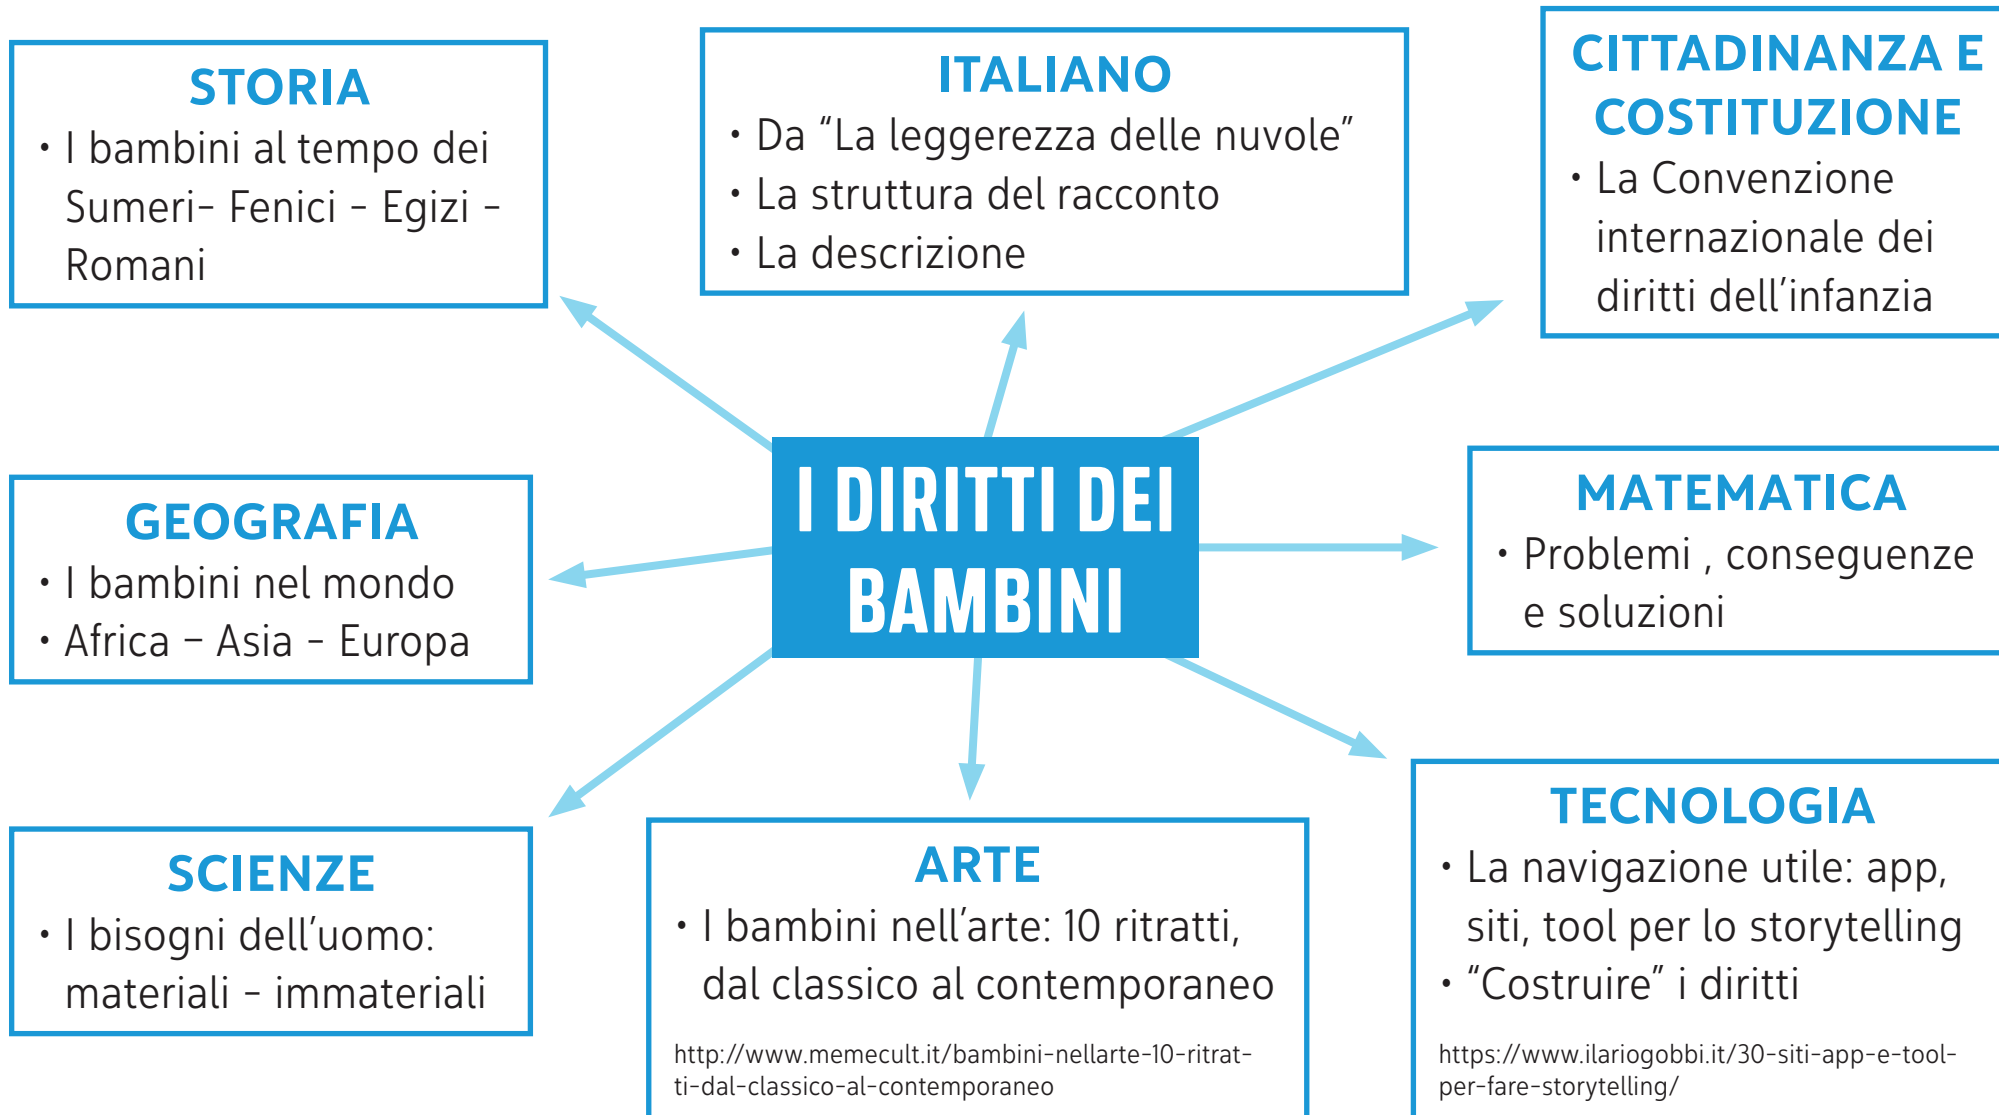 STORIA
• I bambini al tempo dei
Sumeri- Fenici - Egizi -
Romani
ITALIANO
• Da “La leggerezza delle nuvole”
• La struttura del racconto
• La descrizione
CITTADINANZA E
COSTITUZIONE
• La Convenzione
internazionale dei
diritti dell’infanzia
I DIRITTI DEI
BAMBINI
GEOGRAFIA
• I bambini nel mondo
• Africa – Asia - Europa
MATEMATICA
• Problemi , conseguenze
e soluzioni
SCIENZE
• I bisogni dell’uomo:
materiali - immateriali
ARTE
• I bambini nell’arte: 10 ritratti,
dal classico al contemporaneo
http://www.memecult.it/bambini-nellarte-10-ritrat-
ti-dal-classico-al-contemporaneo
TECNOLOGIA
• La navigazione utile: app,
siti, tool per lo storytelling
• “Costruire” i diritti
https://www.ilariogobbi.it/30-siti-app-e-tool-
per-fare-storytelling/